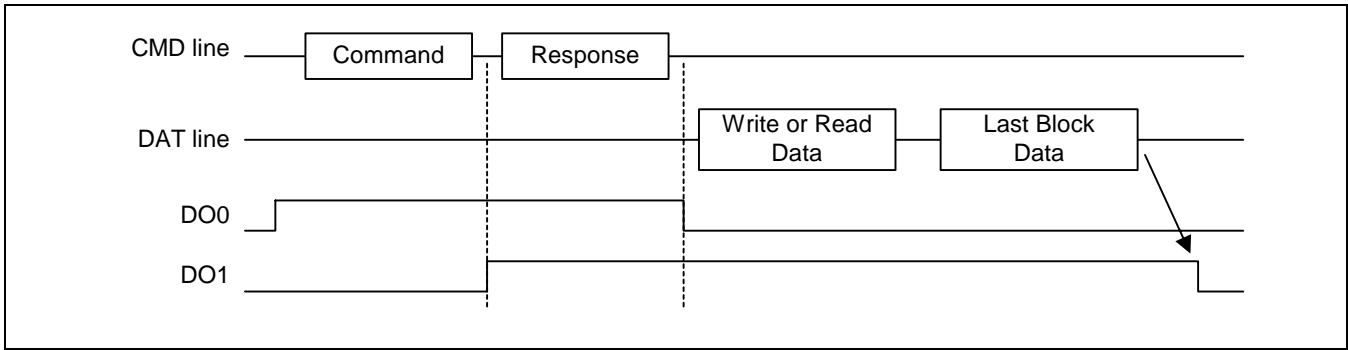 CMD line
Command
Response
DAT line
Write or Read
Data
Last Block
Data
DO0
DO1